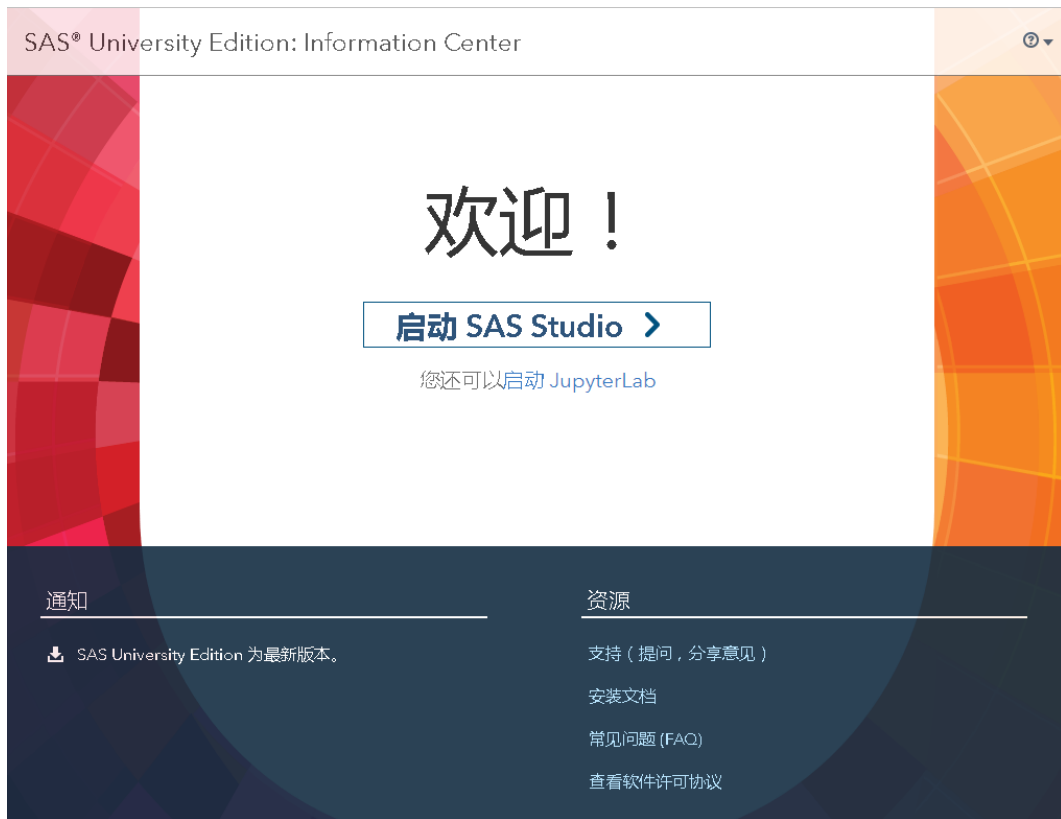 SAS® University Edition: Information Center
欢迎！
启动 SAS Studio
您还可以启动 JupyterLab
通知
SAS University Edition 为最新版本。
资源
支持（提问，分享意见）
安装文档
常见问题 (FAQ)
查看软件许可协议